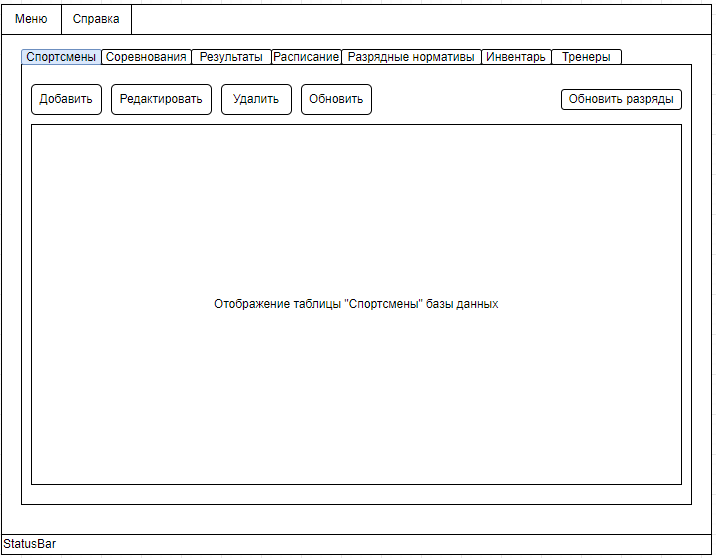 Меню Справка
Спортсмены Соревнования Результаты Расписание Разрядные нормативы Инвентарь Тренеры
Добавить Редактировать Удалить Обновить Обновить разряды
Отображение таблицы "Спортсмены" базы данных
StatusBar